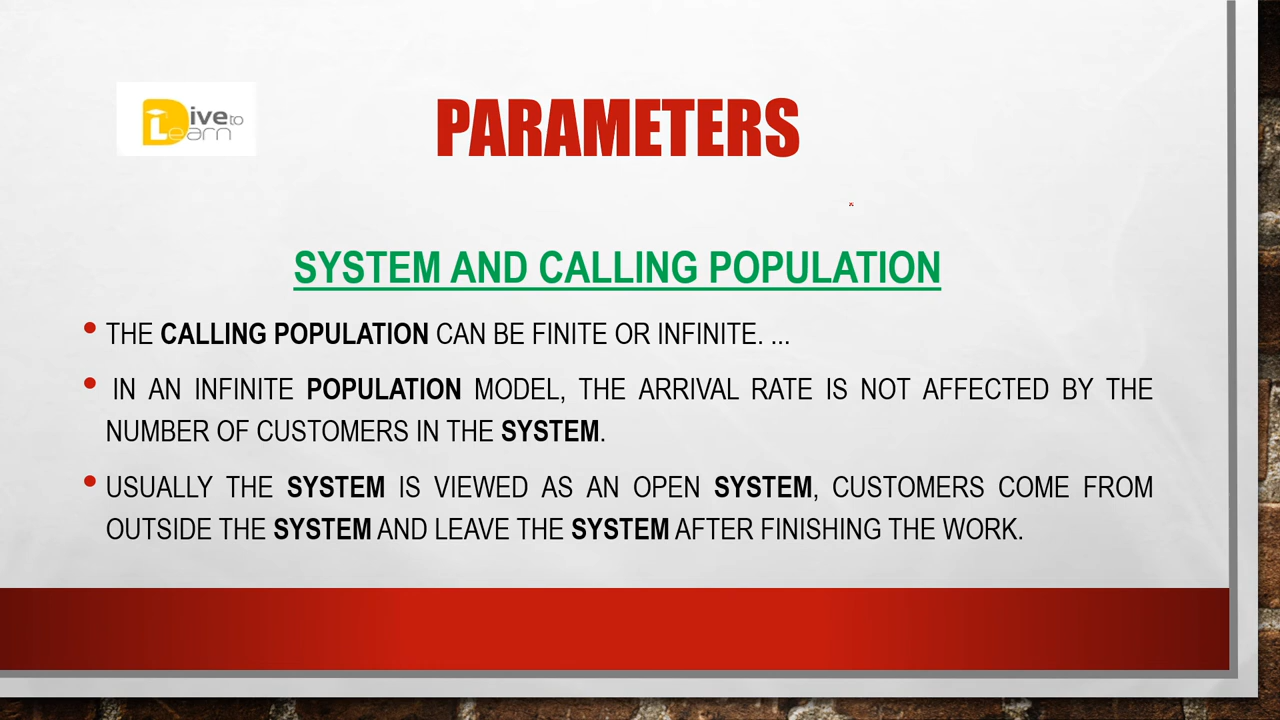 Dive to
Learn
PARAMETERS
SYSTEM AND CALLING POPULATION
• THE CALLING POPULATION CAN BE FINITE OR INFINITE. ...
• IN AN INFINITE POPULATION MODEL, THE ARRIVAL RATE IS NOT AFFECTED BY THE
NUMBER OF CUSTOMERS IN THE SYSTEM.
• USUALLY THE SYSTEM IS VIEWED AS AN OPEN SYSTEM, CUSTOMERS COME FROM
OUTSIDE THE SYSTEM AND LEAVE THE SYSTEM AFTER FINISHING THE WORK.